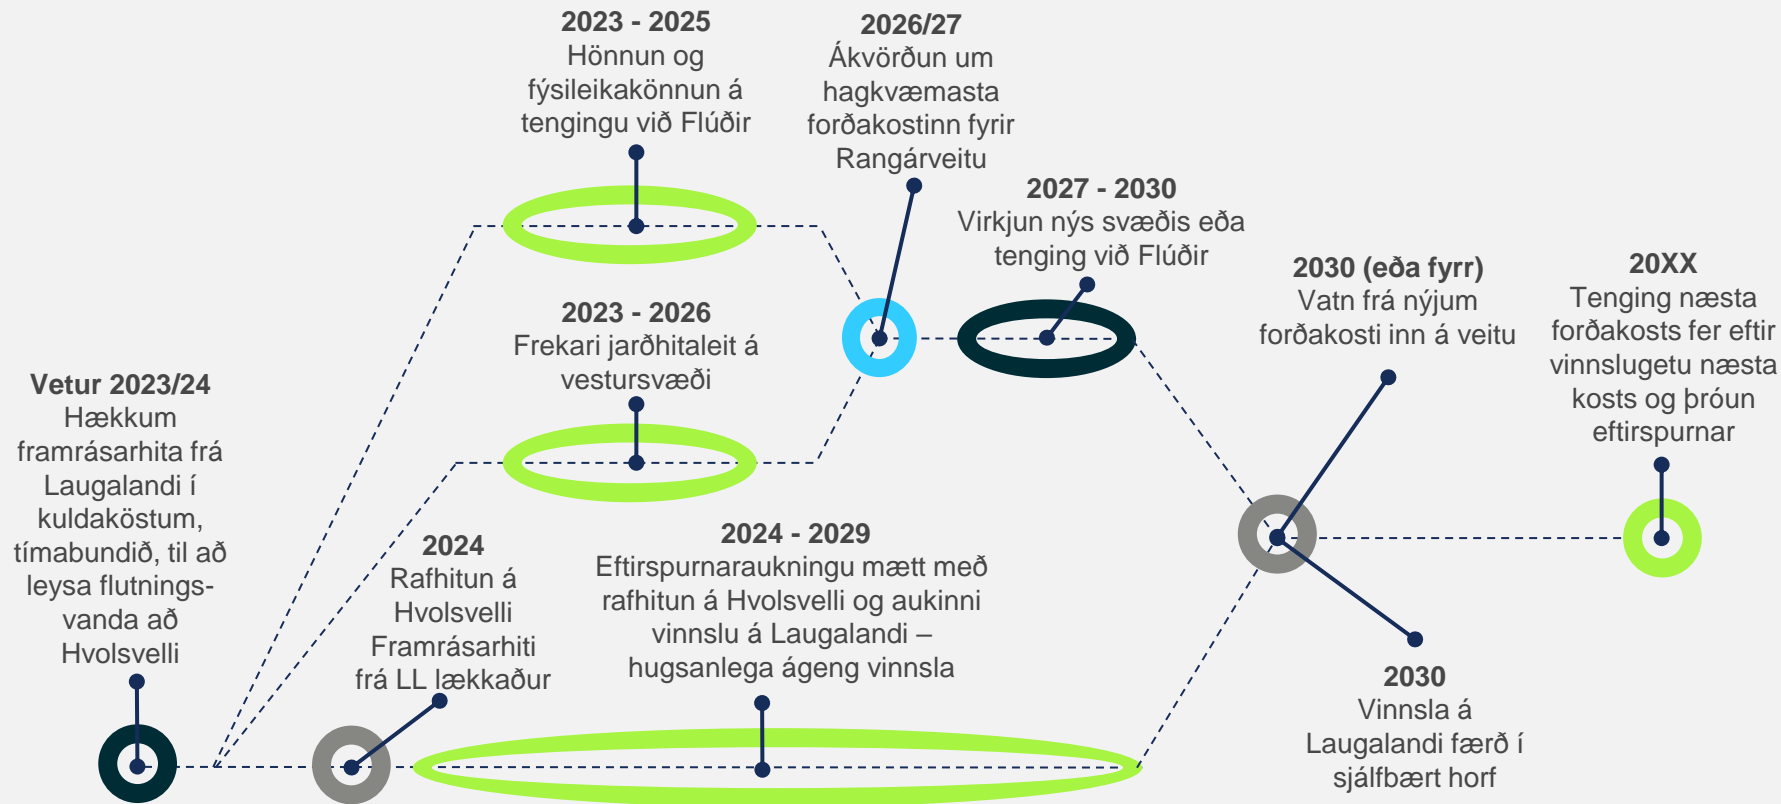 2023 - 2025
Hönnun og
fýsileikakönnun á
tengingu við Flúðir
2026/27
Ákvörðun um
hagkvæmasta
forðakostinn fyrir
Rangárveitu
2027 - 2030
Virkjun nýs svæðis eða
tenging við Flúðir
2030 (eða fyrr)
Vatn frá nýjum
forðakosti inn á veitu
20XX
Tenging næsta
forðakosts fer eftir
vinnslugetu næsta
kosts og þróun
eftirspurnar
2023 - 2026
Frekari jarðhitaleit á
vestursvæði
Vetur 2023/24
Hækkum
framrásarhita frá
Laugalandi í
kuldaköstum,
tímabundið, til að
leysa flutnings-
vanda að
Hvolsvelli
2024
Rafhitun á
Hvolsvelli
Framrásarhiti
frá LL lækkaður
2024 - 2029
Eftirspurnaraukningu mætt með
rafhitun á Hvolsvelli og aukinni
vinnslu á Laugalandi –
hugsanlega ágeng vinnsla
2030
Vinnsla á
Laugalandi færð í
sjálfbært horf